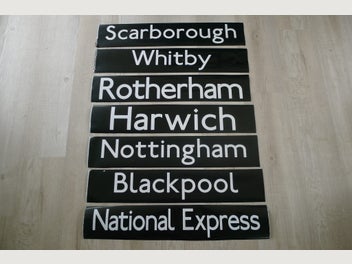 Scarborough
Whitby
Rotherham
Harwich
Nottingham
Blackpool
National Express